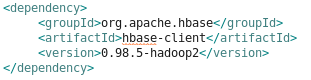 <dependency>
<groupId>org.apache.hbase</groupId>
<artifactId>hbase-client</artifactId>
<version>0.98.5-hadoop2</version>
</dependency>